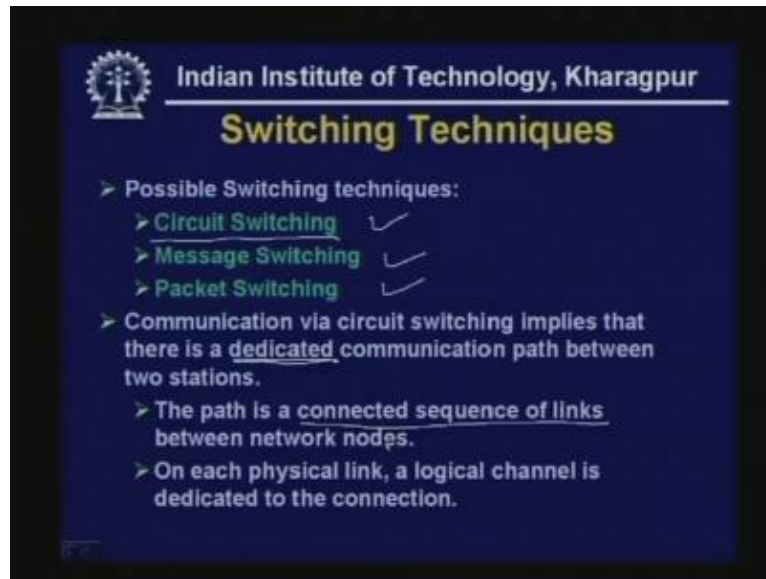 Indian Institute of Technology, Kharagpur
Switching Techniques
➢ Possible Switching techniques:
➢ Circuit Switching
➢ Message Switching
➢ Packet Switching
➢ Communication via circuit switching implies that
there is a dedicated communication path between
two stations.
➢ The path is a connected sequence of links
between network nodes.
➢ On each physical link, a logical channel is
dedicated to the connection.